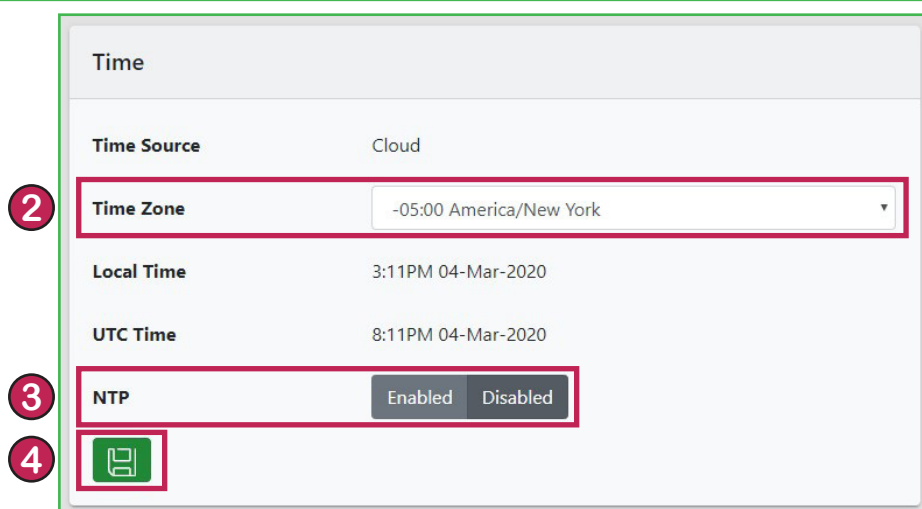 Time
Time Source Cloud
2 Time Zone -05:00 America/New York
Local Time 3:11PM 04-Mar-2020
UTC Time 8:11PM 04-Mar-2020
3 NTP Enabled Disabled
4